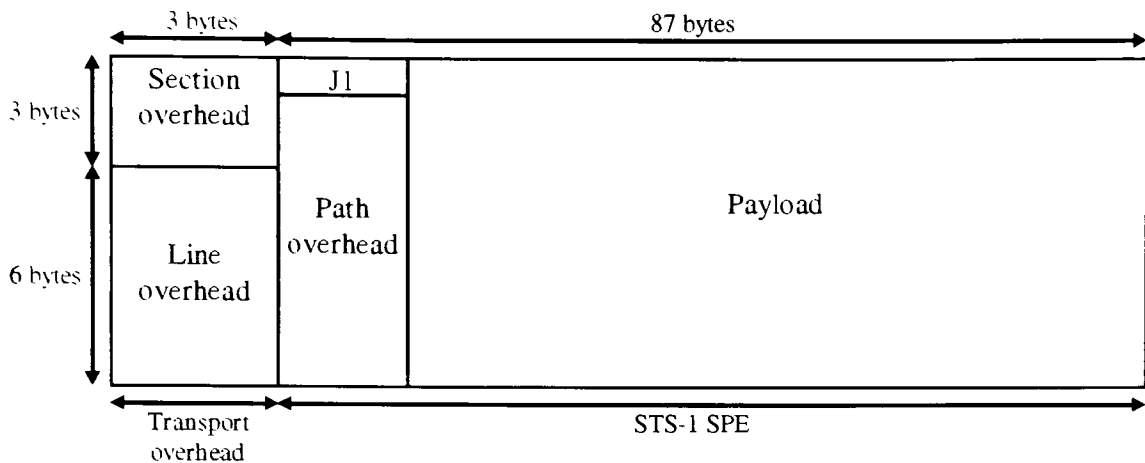 3 bytes
87 bytes
Section
overhead
J1
3 bytes
Path
overhead
Payload
Line
overhead
6 bytes
Transport
overhead
STS-1 SPE